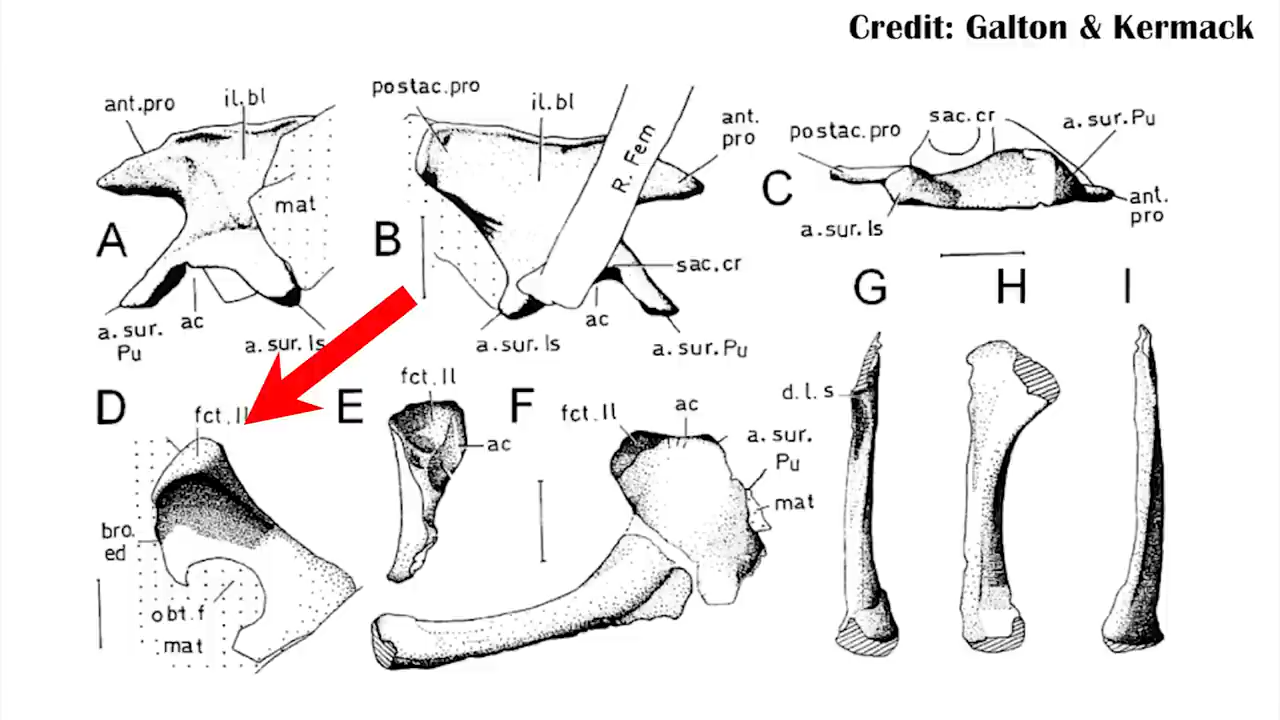 Credit: Galton & Kermack
ant.pro
il.bl
mat
A
a. sur.
Pu
ac
a. sur. Is
postac.pro
il.bl
R. Fem
ant.
pro
B
sac.cr
a. sur. Is
ac
a. sur. Pu
postac. pro
sac. cr
a. sur. Pu
C
a. sur. Is
ant.
pro
D
fct. Il
bro.
ed
obt. f
mat
E
fct. Il
ac
F
fct. Il
ac
a. sur.
Pu
mat
G
H
I
d. l. s